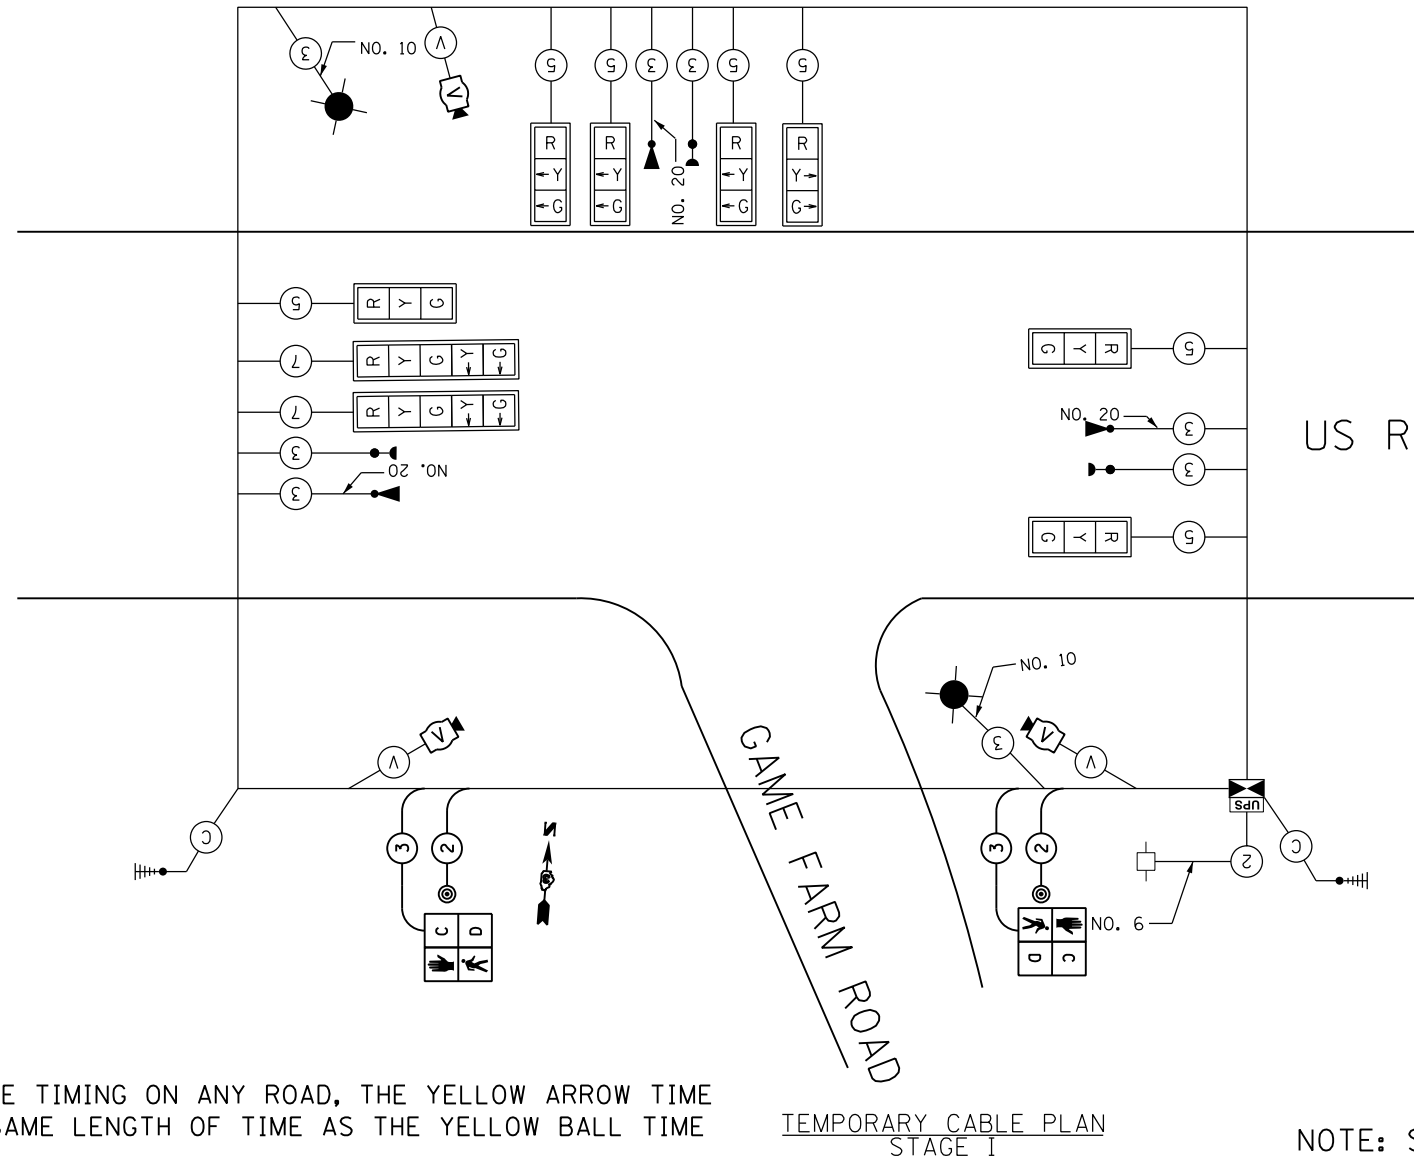 3 NO. 10 V 5 5 3 3 5 5
V
R R R R
←Y ←Y ←Y Y→
←G ←G ←G G→
NO. 20
5 R Y G
7 R Y G ←Y ←G
7 R Y G ←Y ←G
3
NO. 20
3
G Y R 5
NO. 20 3
3
G Y R 5
US R
NO. 10
3
V V
V V
C
3 2
N
C D
GAME FARM ROAD
3 2
D C
UPS
2
C
NO. 6
E TIMING ON ANY ROAD, THE YELLOW ARROW TIME
SAME LENGTH OF TIME AS THE YELLOW BALL TIME
TEMPORARY CABLE PLAN
STAGE I
NOTE: S